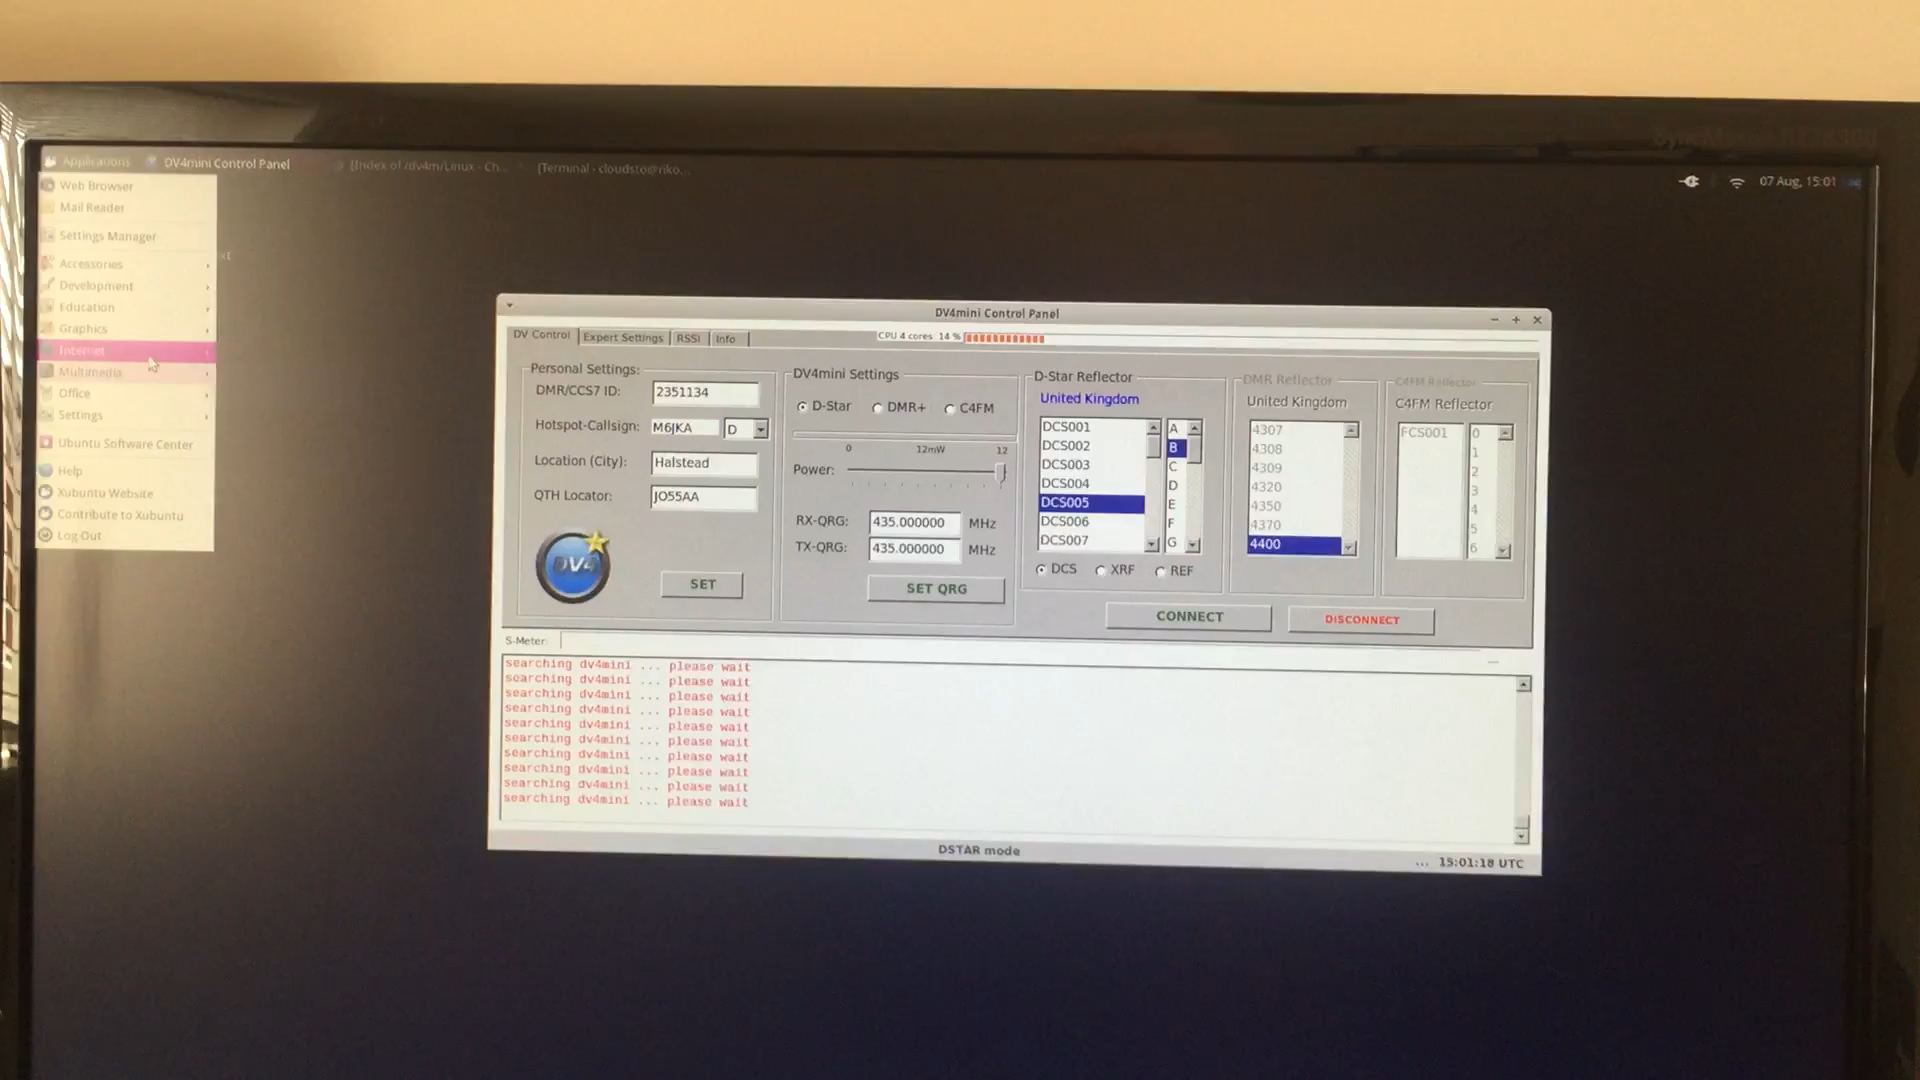 Applications
DV4mini Control Panel
[Index of /dv4m/Linux - Ch...
[Terminal - cloudsto@riko...
07 Aug, 15:01
Web Browser
Mail Reader
Settings Manager
Accessories
Development
Education
Graphics
Internet
Multimedia
Office
Settings
Ubuntu Software Center
Help
Xubuntu Website
Contribute to Xubuntu
Log Out
DV4mini Control Panel
DV Control
Expert Settings
RSSI
Info
CPU 4 cores: 14 %
Personal Settings:
DMR/CCS7 ID:
2351134
Hotspot-Callsign:
M6JKA
D
Location (City):
Halstead
QTH Locator:
JO55AA
DV4
SET
DV4mini Settings
D-Star
DMR+
C4FM
0
12mW
12
Power:
RX-QRG:
435.000000
MHz
TX-QRG:
435.000000
MHz
SET QRG
D-Star Reflector
United Kingdom
DCS001
DCS002
DCS003
DCS004
DCS005
DCS006
DCS007
A
B
C
D
E
F
G
DCS
XRF
REF
DMR Reflector
United Kingdom
4307
4308
4309
4320
4350
4370
4400
C4FM Reflector
C4FM Reflector
FCS001
0
1
2
3
4
5
6
CONNECT
DISCONNECT
S-Meter:
searching dv4mini ... please wait
searching dv4mini ... please wait
searching dv4mini ... please wait
searching dv4mini ... please wait
searching dv4mini ... please wait
searching dv4mini ... please wait
searching dv4mini ... please wait
searching dv4mini ... please wait
searching dv4mini ... please wait
searching dv4mini ... please wait
DSTAR mode
... 15:01:18 UTC